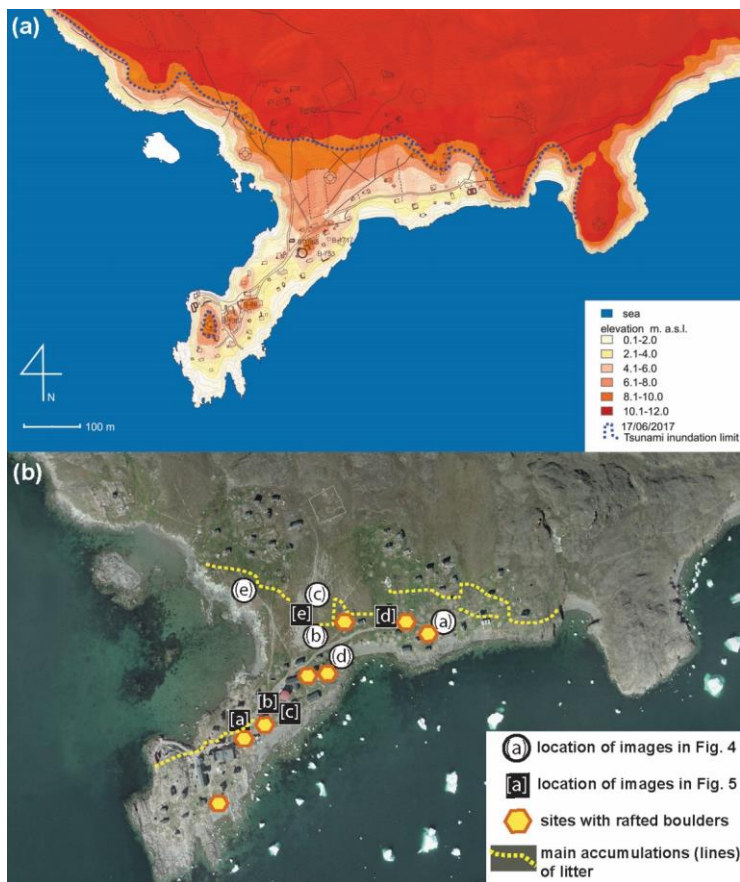 (a)
sea
elevation m. a.s.l.
0.1-2.0
2.1-4.0
4.1-6.0
6.1-8.0
8.1-10.0
10.1-12.0
17/06/2017
Tsunami inundation limit
N
100 m
(b)
e
c
[e]
[d]
a
b
d
[b]
[a]
[c]
(a) location of images in Fig. 4
[a] location of images in Fig. 5
sites with rafted boulders
main accumulations (lines)
of litter